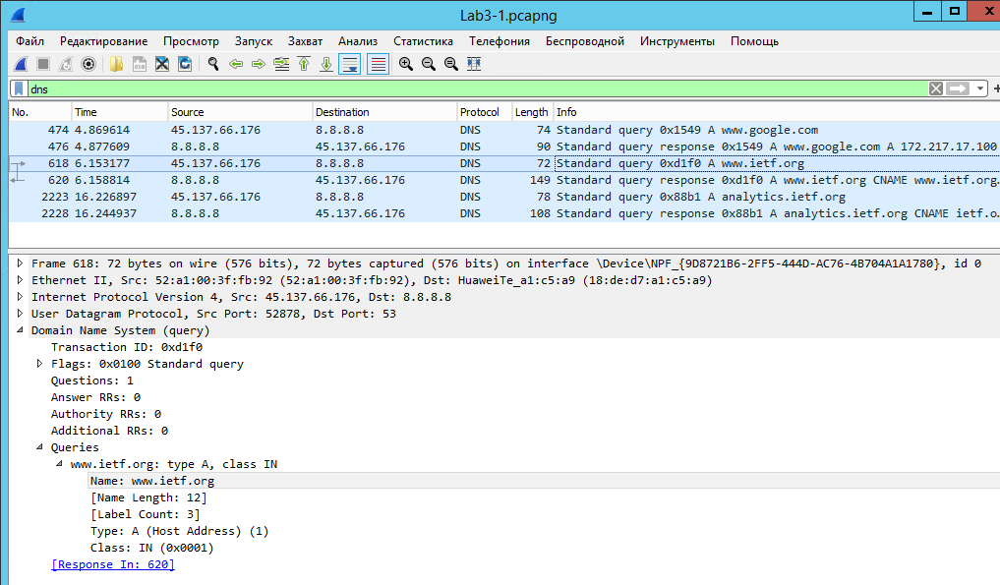 Lab3-1.pcapng
Файл Редактирование Просмотр Запуск Захват Анализ Статистика Телефония Беспроводной Инструменты Помощь
dns
No. Time Source Destination Protocol Length Info
474 4.869614 45.137.66.176 8.8.8.8 DNS 74 Standard query 0x1549 A www.google.com
476 4.877609 8.8.8.8 45.137.66.176 DNS 90 Standard query response 0x1549 A www.google.com A 172.217.17.100
618 6.153177 45.137.66.176 8.8.8.8 DNS 72 Standard query 0xd1f0 A www.ietf.org
620 6.158814 8.8.8.8 45.137.66.176 DNS 149 Standard query response 0xd1f0 A www.ietf.org CNAME www.ietf.org…
2223 16.226897 45.137.66.176 8.8.8.8 DNS 78 Standard query 0x88b1 A analytics.ietf.org
2228 16.244937 8.8.8.8 45.137.66.176 DNS 108 Standard query response 0x88b1 A analytics.ietf.org CNAME ietf.o…
Frame 618: 72 bytes on wire (576 bits), 72 bytes captured (576 bits) on interface \Device\NPF_{9D8721B6-2FF5-444D-AC76-4B704A1A1780}, id 0
Ethernet II, Src: 52:a1:00:3f:fb:92 (52:a1:00:3f:fb:92), Dst: HuaweiTe_a1:c5:a9 (18:de:d7:a1:c5:a9)
Internet Protocol Version 4, Src: 45.137.66.176, Dst: 8.8.8.8
User Datagram Protocol, Src Port: 52878, Dst Port: 53
Domain Name System (query)
Transaction ID: 0xd1f0
Flags: 0x0100 Standard query
Questions: 1
Answer RRs: 0
Authority RRs: 0
Additional RRs: 0
Queries
www.ietf.org: type A, class IN
Name: www.ietf.org
[Name Length: 12]
[Label Count: 3]
Type: A (Host Address) (1)
Class: IN (0x0001)
[Response In: 620]